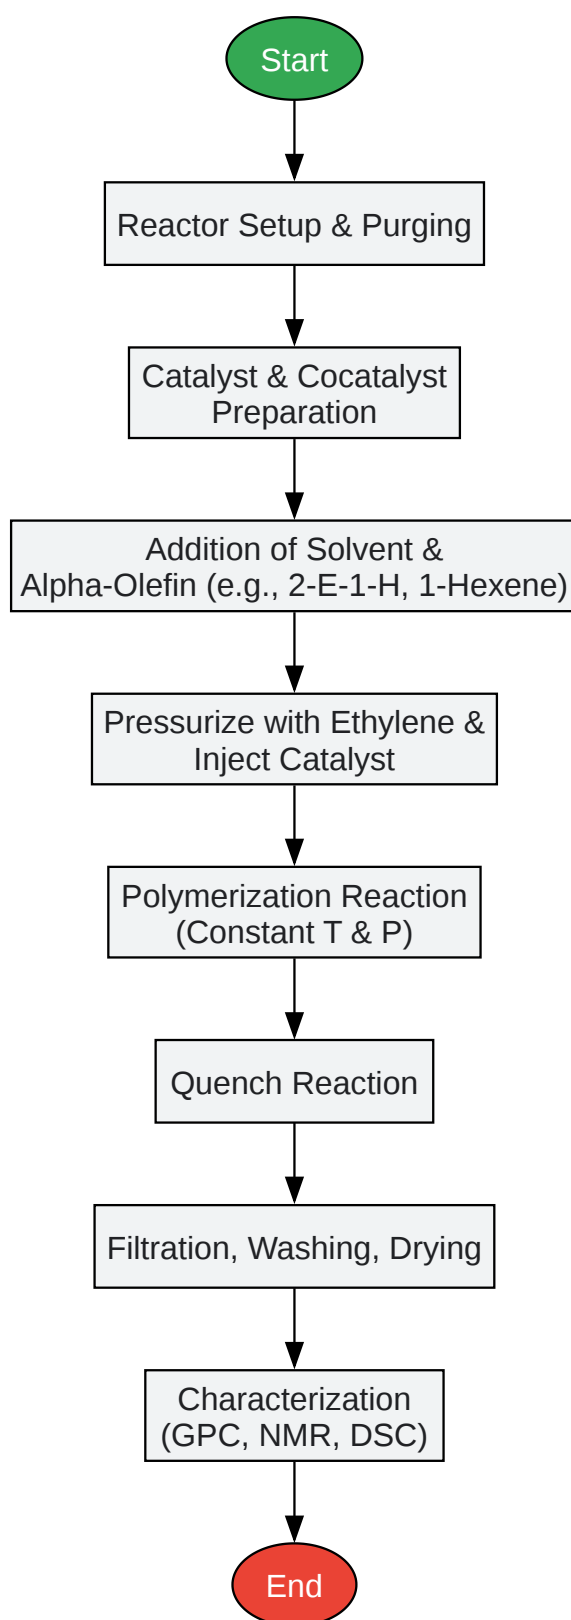 Start
Reactor Setup & Purging
Catalyst & Cocatalyst
Preparation
Addition of Solvent &
Alpha-Olefin (e.g., 2-E-1-H, 1-Hexene)
Pressurize with Ethylene &
Inject Catalyst
Polymerization Reaction
(Constant T & P)
Quench Reaction
Filtration, Washing, Drying
Characterization
(GPC, NMR, DSC)
End